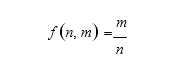 f(n, m) = m/n